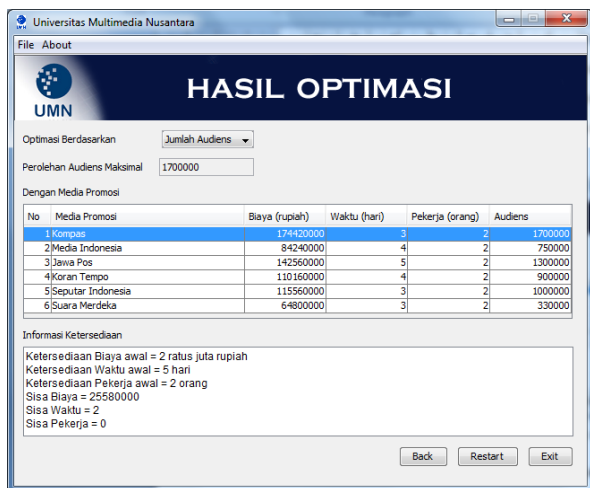 Universitas Multimedia Nusantara
File About
UMN
HASIL OPTIMASI
Optimasi Berdasarkan Jumlah Audiens
Perolehan Audiens Maksimal 1700000
Dengan Media Promosi
No Media Promosi Biaya (rupiah) Waktu (hari) Pekerja (orang) Audiens
1 Kompas 174420000 3 2 1700000
2 Media Indonesia 84240000 4 2 750000
3 Jawa Pos 142560000 5 2 1300000
4 Koran Tempo 110160000 4 2 900000
5 Seputar Indonesia 115560000 3 2 1000000
6 Suara Merdeka 64800000 3 2 330000
Informasi Ketersediaan
Ketersediaan Biaya awal = 2 ratus juta rupiah
Ketersediaan Waktu awal = 5 hari
Ketersediaan Pekerja awal = 2 orang
Sisa Biaya = 25580000
Sisa Waktu = 2
Sisa Pekerja = 0
Back Restart Exit